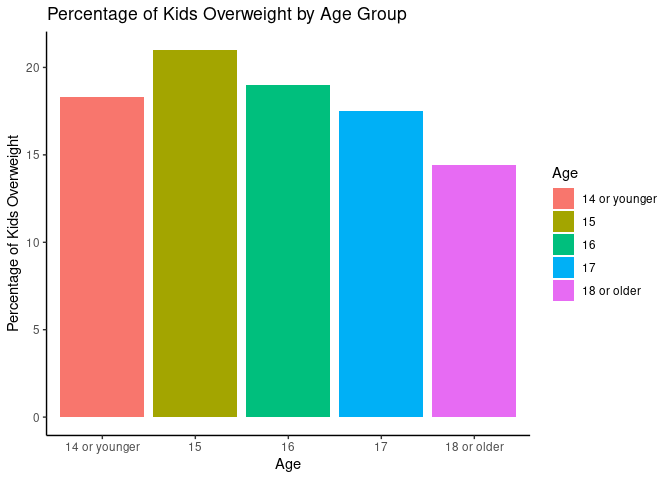 Percentage of Kids Overweight by Age Group
Percentage of Kids Overweight
20
15
10
5
0
14 or younger
15
16
17
18 or older
Age
Age
14 or younger
15
16
17
18 or older